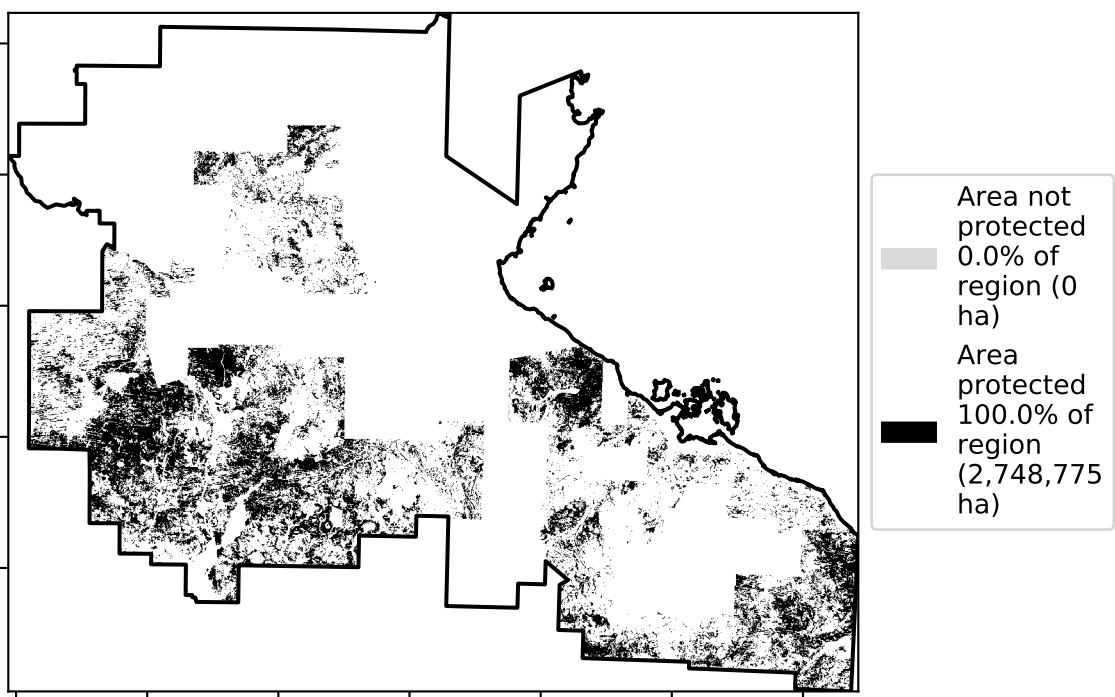 Area not
protected
0.0% of
region (0
ha)
Area
protected
100.0% of
region
(2,748,775
ha)